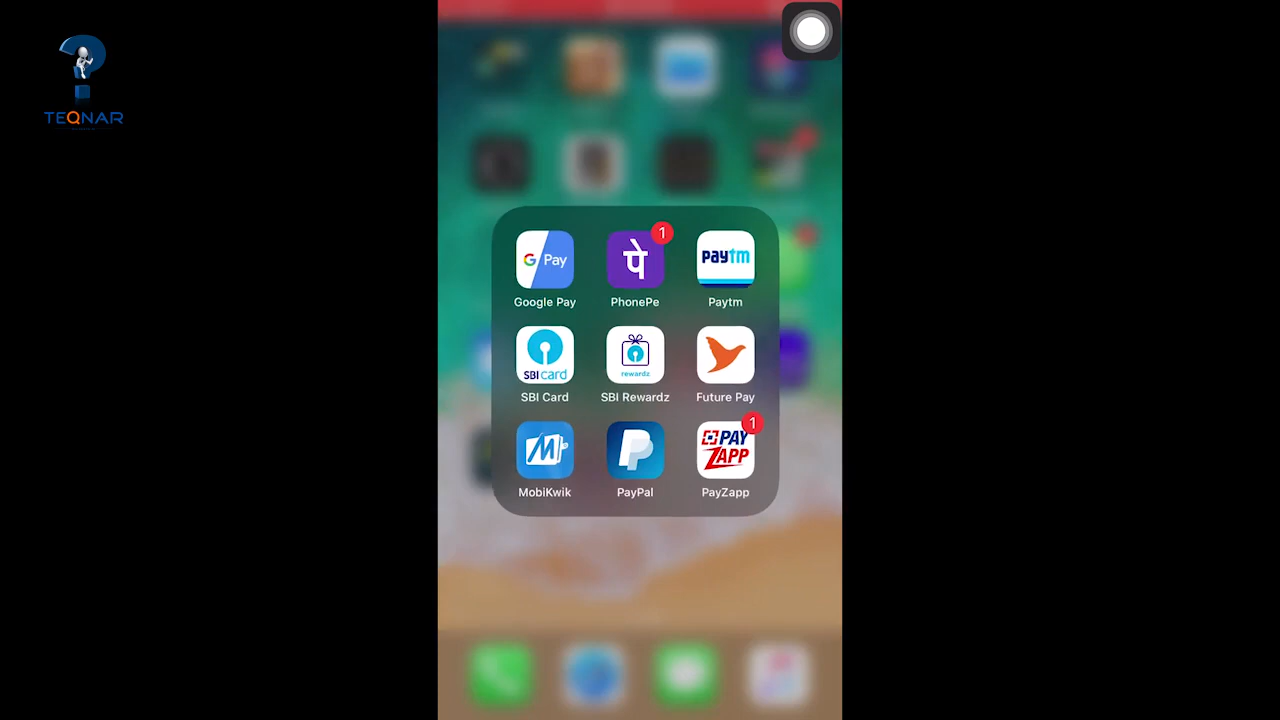 TEQNAR
G Pay
पे
1
paytm
Google Pay
PhonePe
Paytm
SBI card
rewardz
SBI Card
SBI Rewardz
Future Pay
M
P
PAY
ZAPP
1
MobiKwik
PayPal
PayZapp